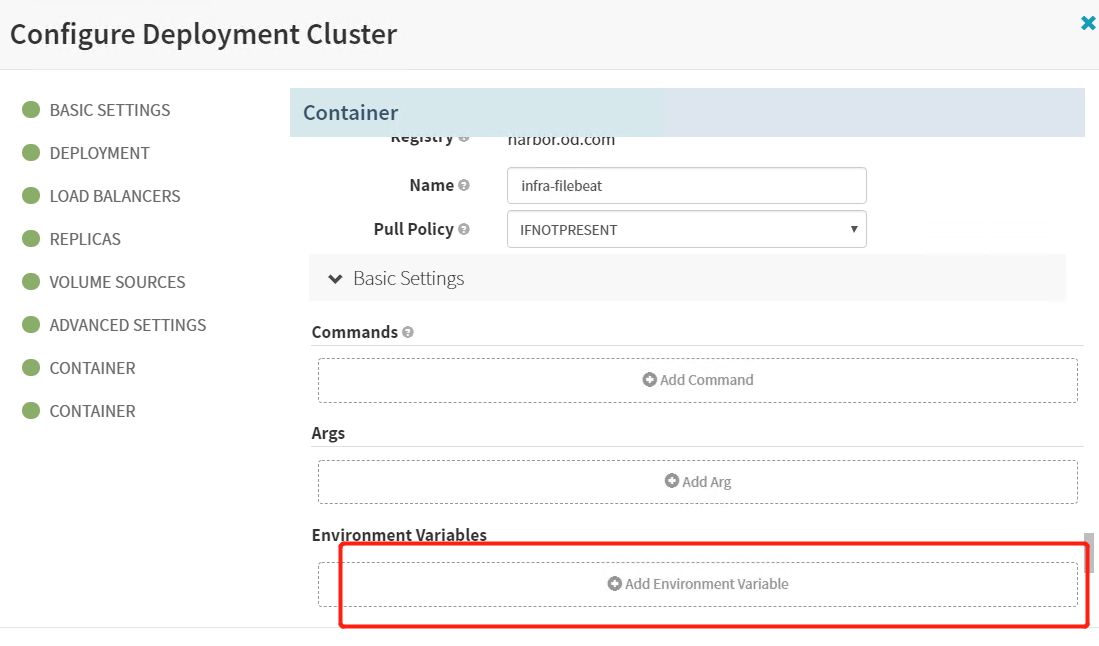 Configure Deployment Cluster
BASIC SETTINGS
DEPLOYMENT
LOAD BALANCERS
REPLICAS
VOLUME SOURCES
ADVANCED SETTINGS
CONTAINER
CONTAINER
Container
Registry
harbor.od.com
Name
infra-filebeat
Pull Policy
IFNOTPRESENT
Basic Settings
Commands
Add Command
Args
Add Arg
Environment Variables
Add Environment Variable